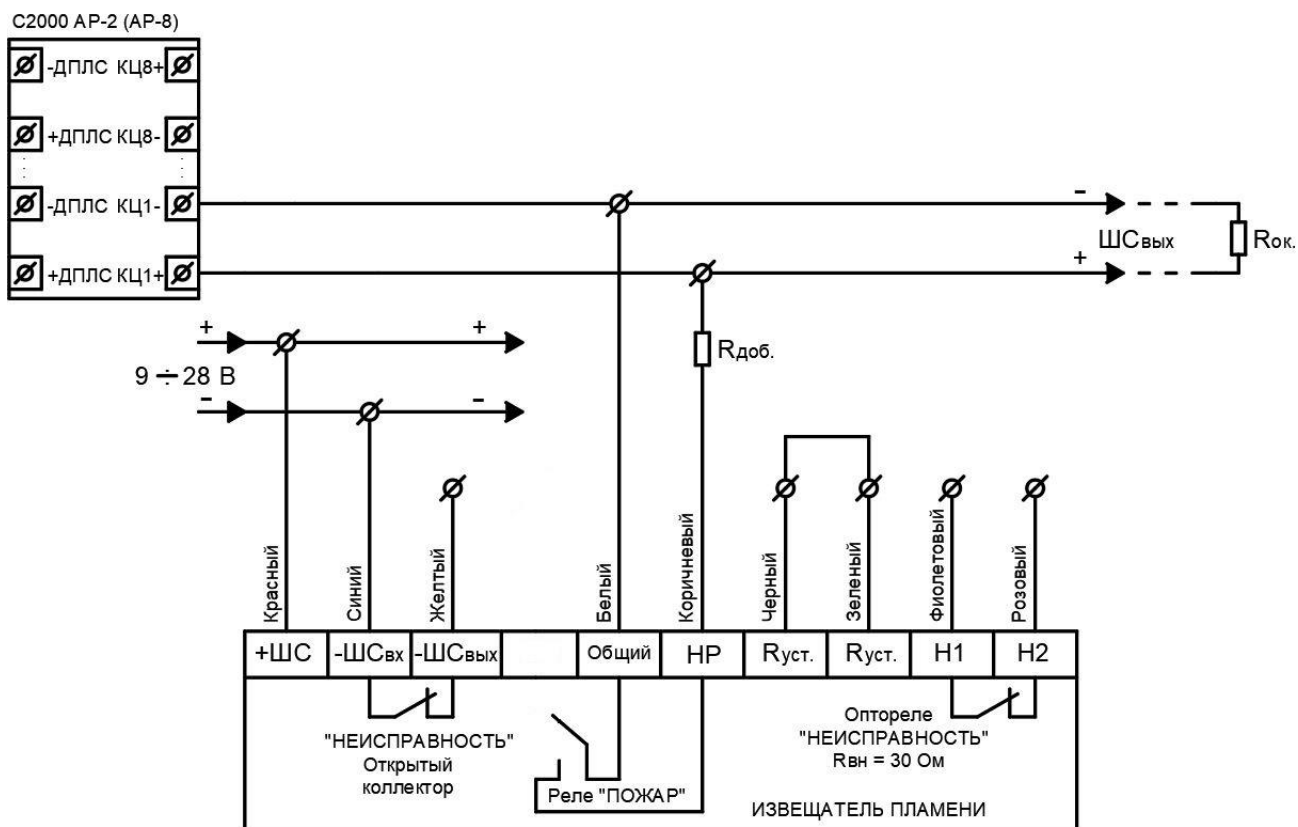 С2000 АР-2 (АР-8)
-ДПЛС КЦ8+
+ДПЛС КЦ8-
-ДПЛС КЦ1-
+ДПЛС КЦ1+
-
ШСвых
+
Rок.
+
+
9 ÷ 28 В
-
-
Rдоб.
Красный
Синий
Желтый
Белый
Коричневый
Черный
Зеленый
Фиолетовый
Розовый
+ШС
-ШСвх
-ШСвых
Общий
НР
Rуст.
Rуст.
Н1
Н2
"НЕИСПРАВНОСТЬ"
Открытый
коллектор
Реле "ПОЖАР"
Оптореле
"НЕИСПРАВНОСТЬ"
Rвн = 30 Ом
ИЗВЕЩАТЕЛЬ ПЛАМЕНИ